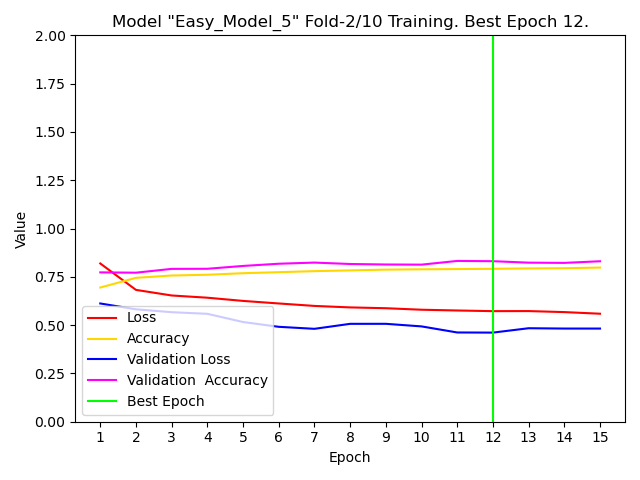 Model "Easy_Model_5" Fold-2/10 Training. Best Epoch 12.
2.00
1.75
1.50
1.25
1.00
0.75
0.50
0.25
0.00
Value
Loss
Accuracy
Validation Loss
Validation  Accuracy
Best Epoch
1 2 3 4 5 6 7 8 9 10 11 12 13 14 15
Epoch